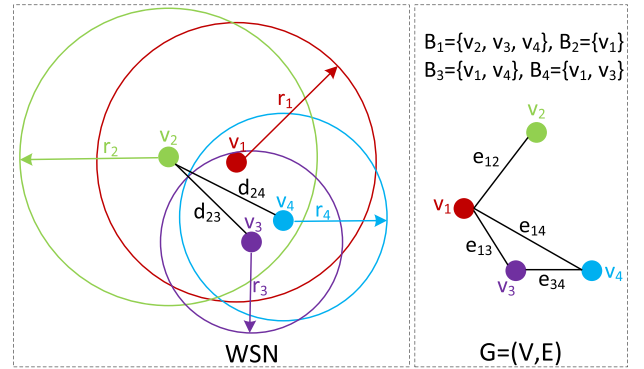 r₁
v₂
v₁
r₂
d₂₄
v₄
d₂₃
r₄
v₃
r₃
WSN
B₁={v₂, v₃, v₄}, B₂={v₁}
B₃={v₁, v₄}, B₄={v₁, v₃}
v₂
e₁₂
v₁
e₁₄
e₁₃
v₃
e₃₄
v₄
G=(V,E)